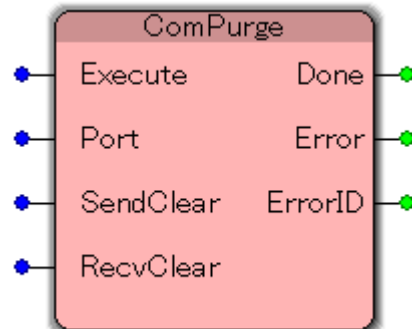 ComPurge
Execute Done
Port Error
SendClear ErrorID
RecvClear